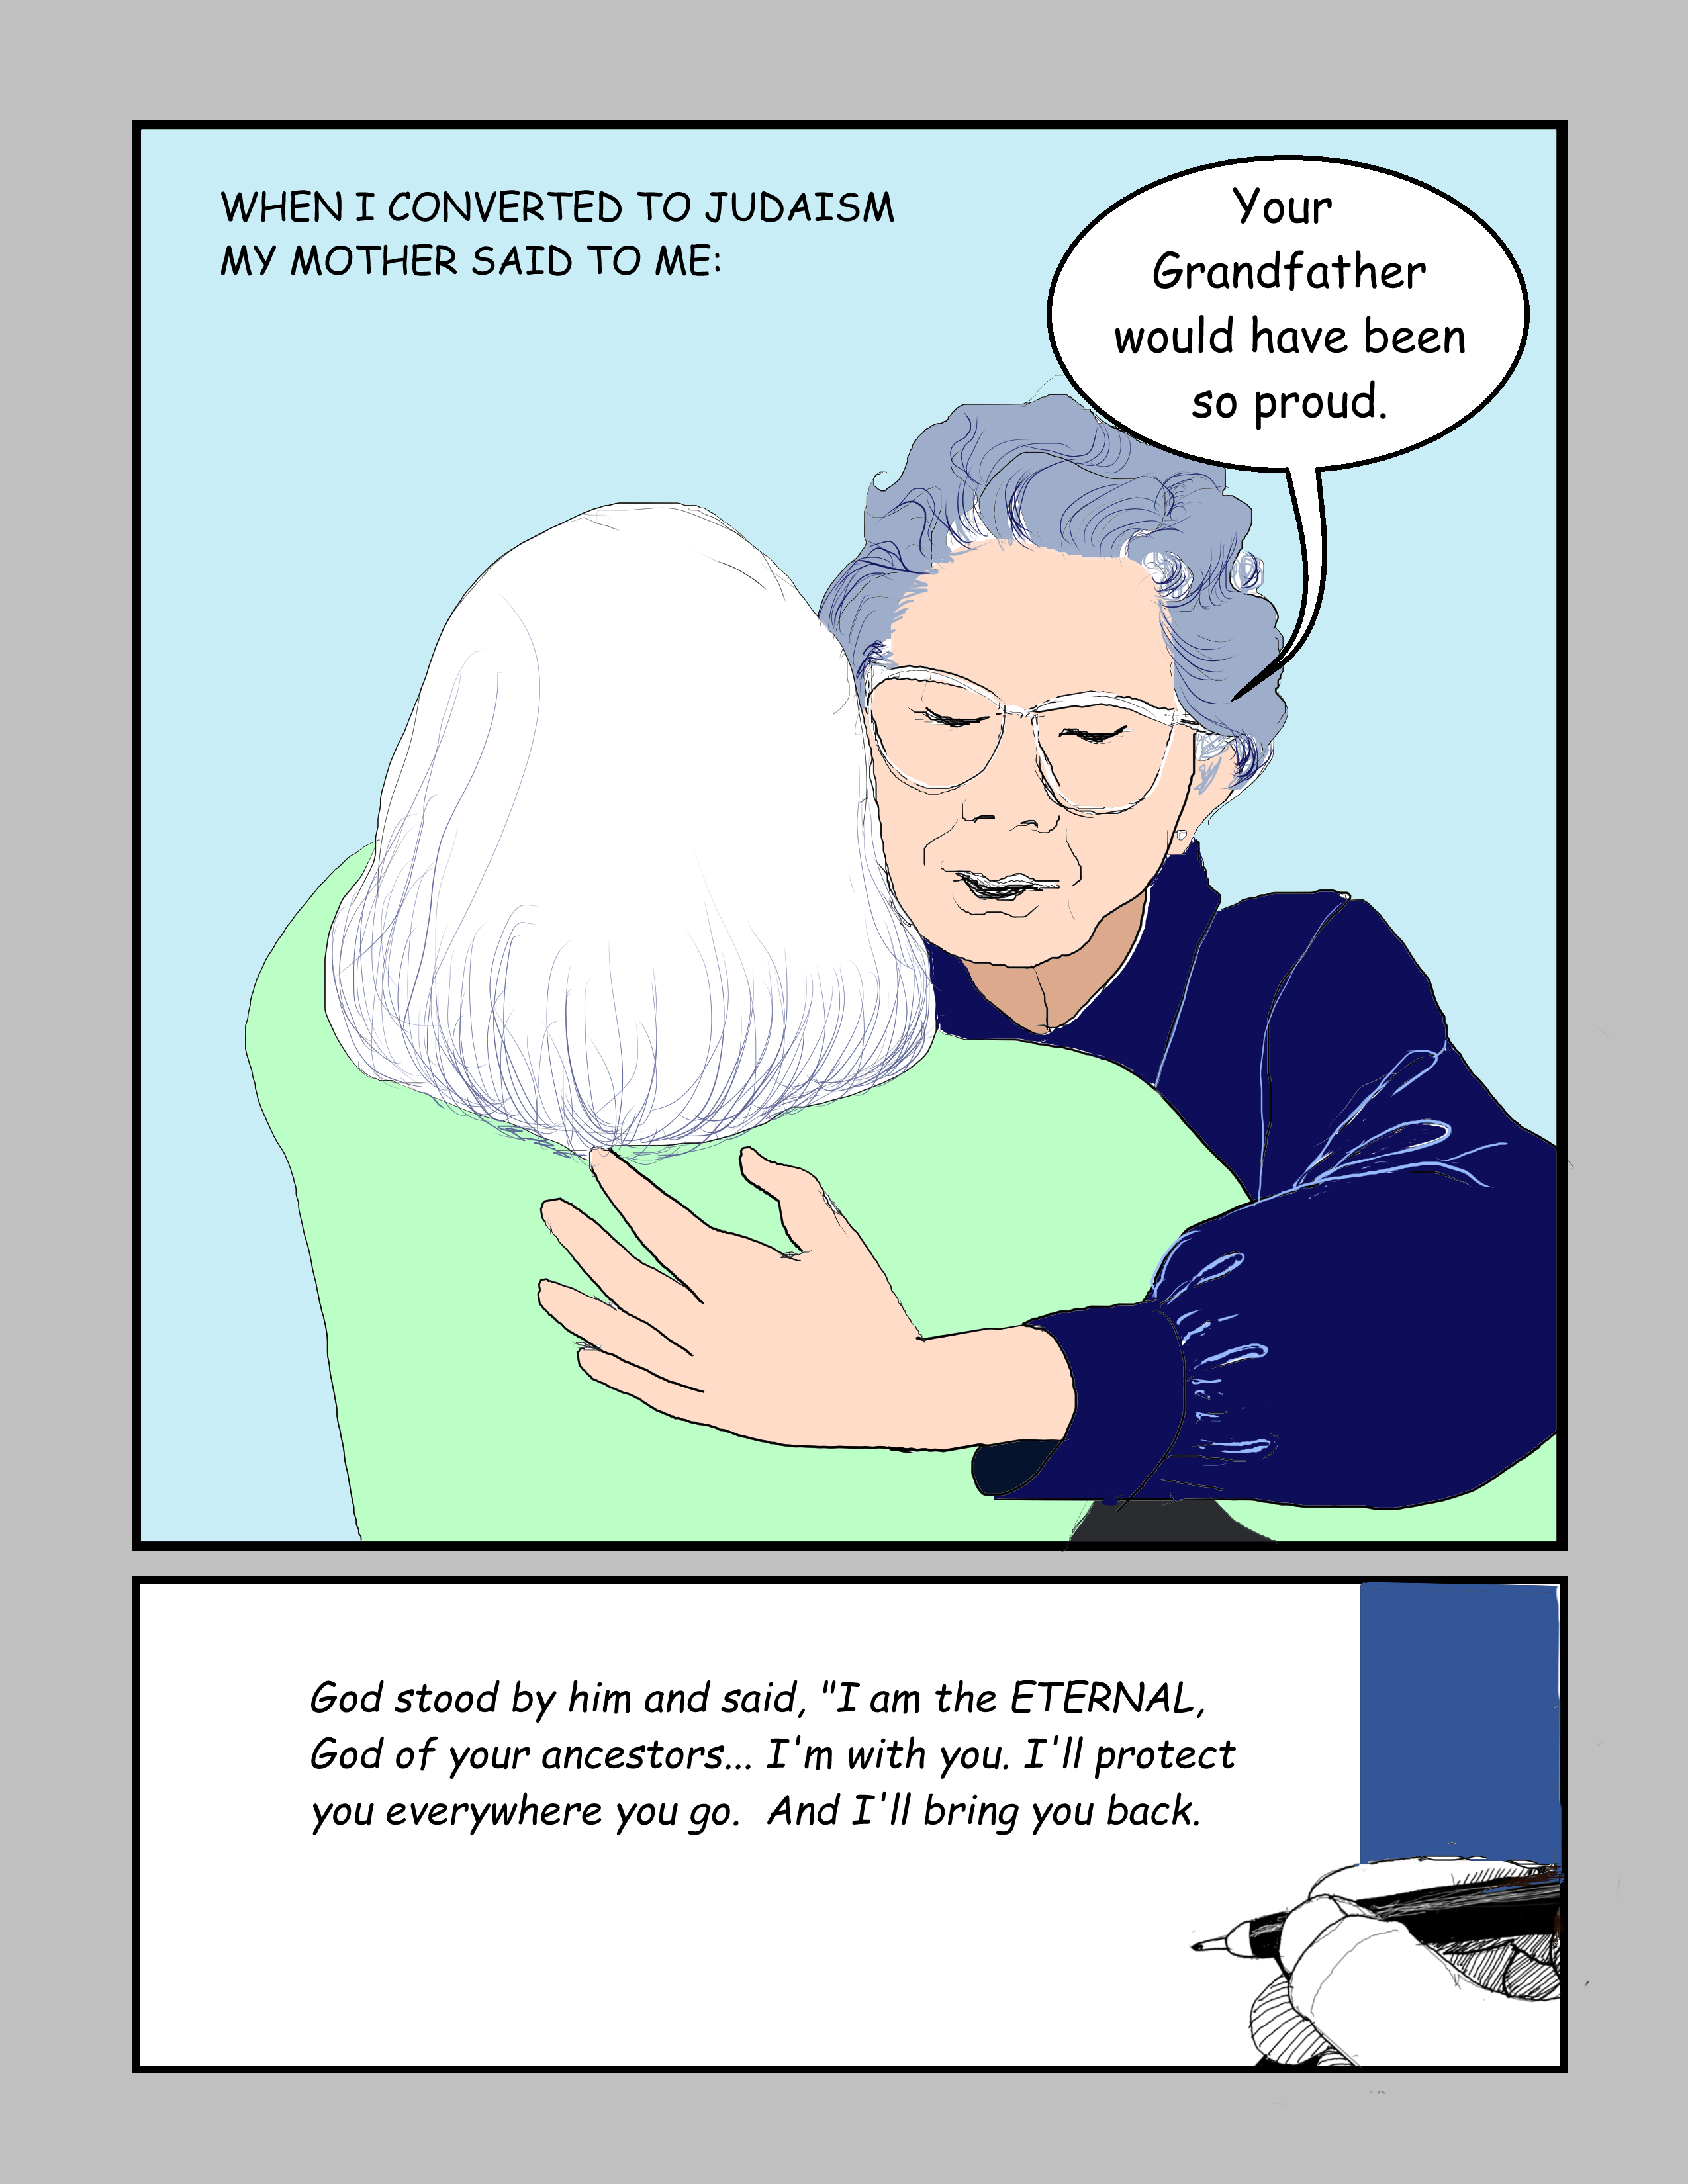 WHEN I CONVERTED TO JUDAISM
MY MOTHER SAID TO ME:
Your
Grandfather
would have been
so proud.
God stood by him and said, "I am the ETERNAL,
God of your ancestors... I'm with you. I'll protect
you everywhere you go.  And I'll bring you back.